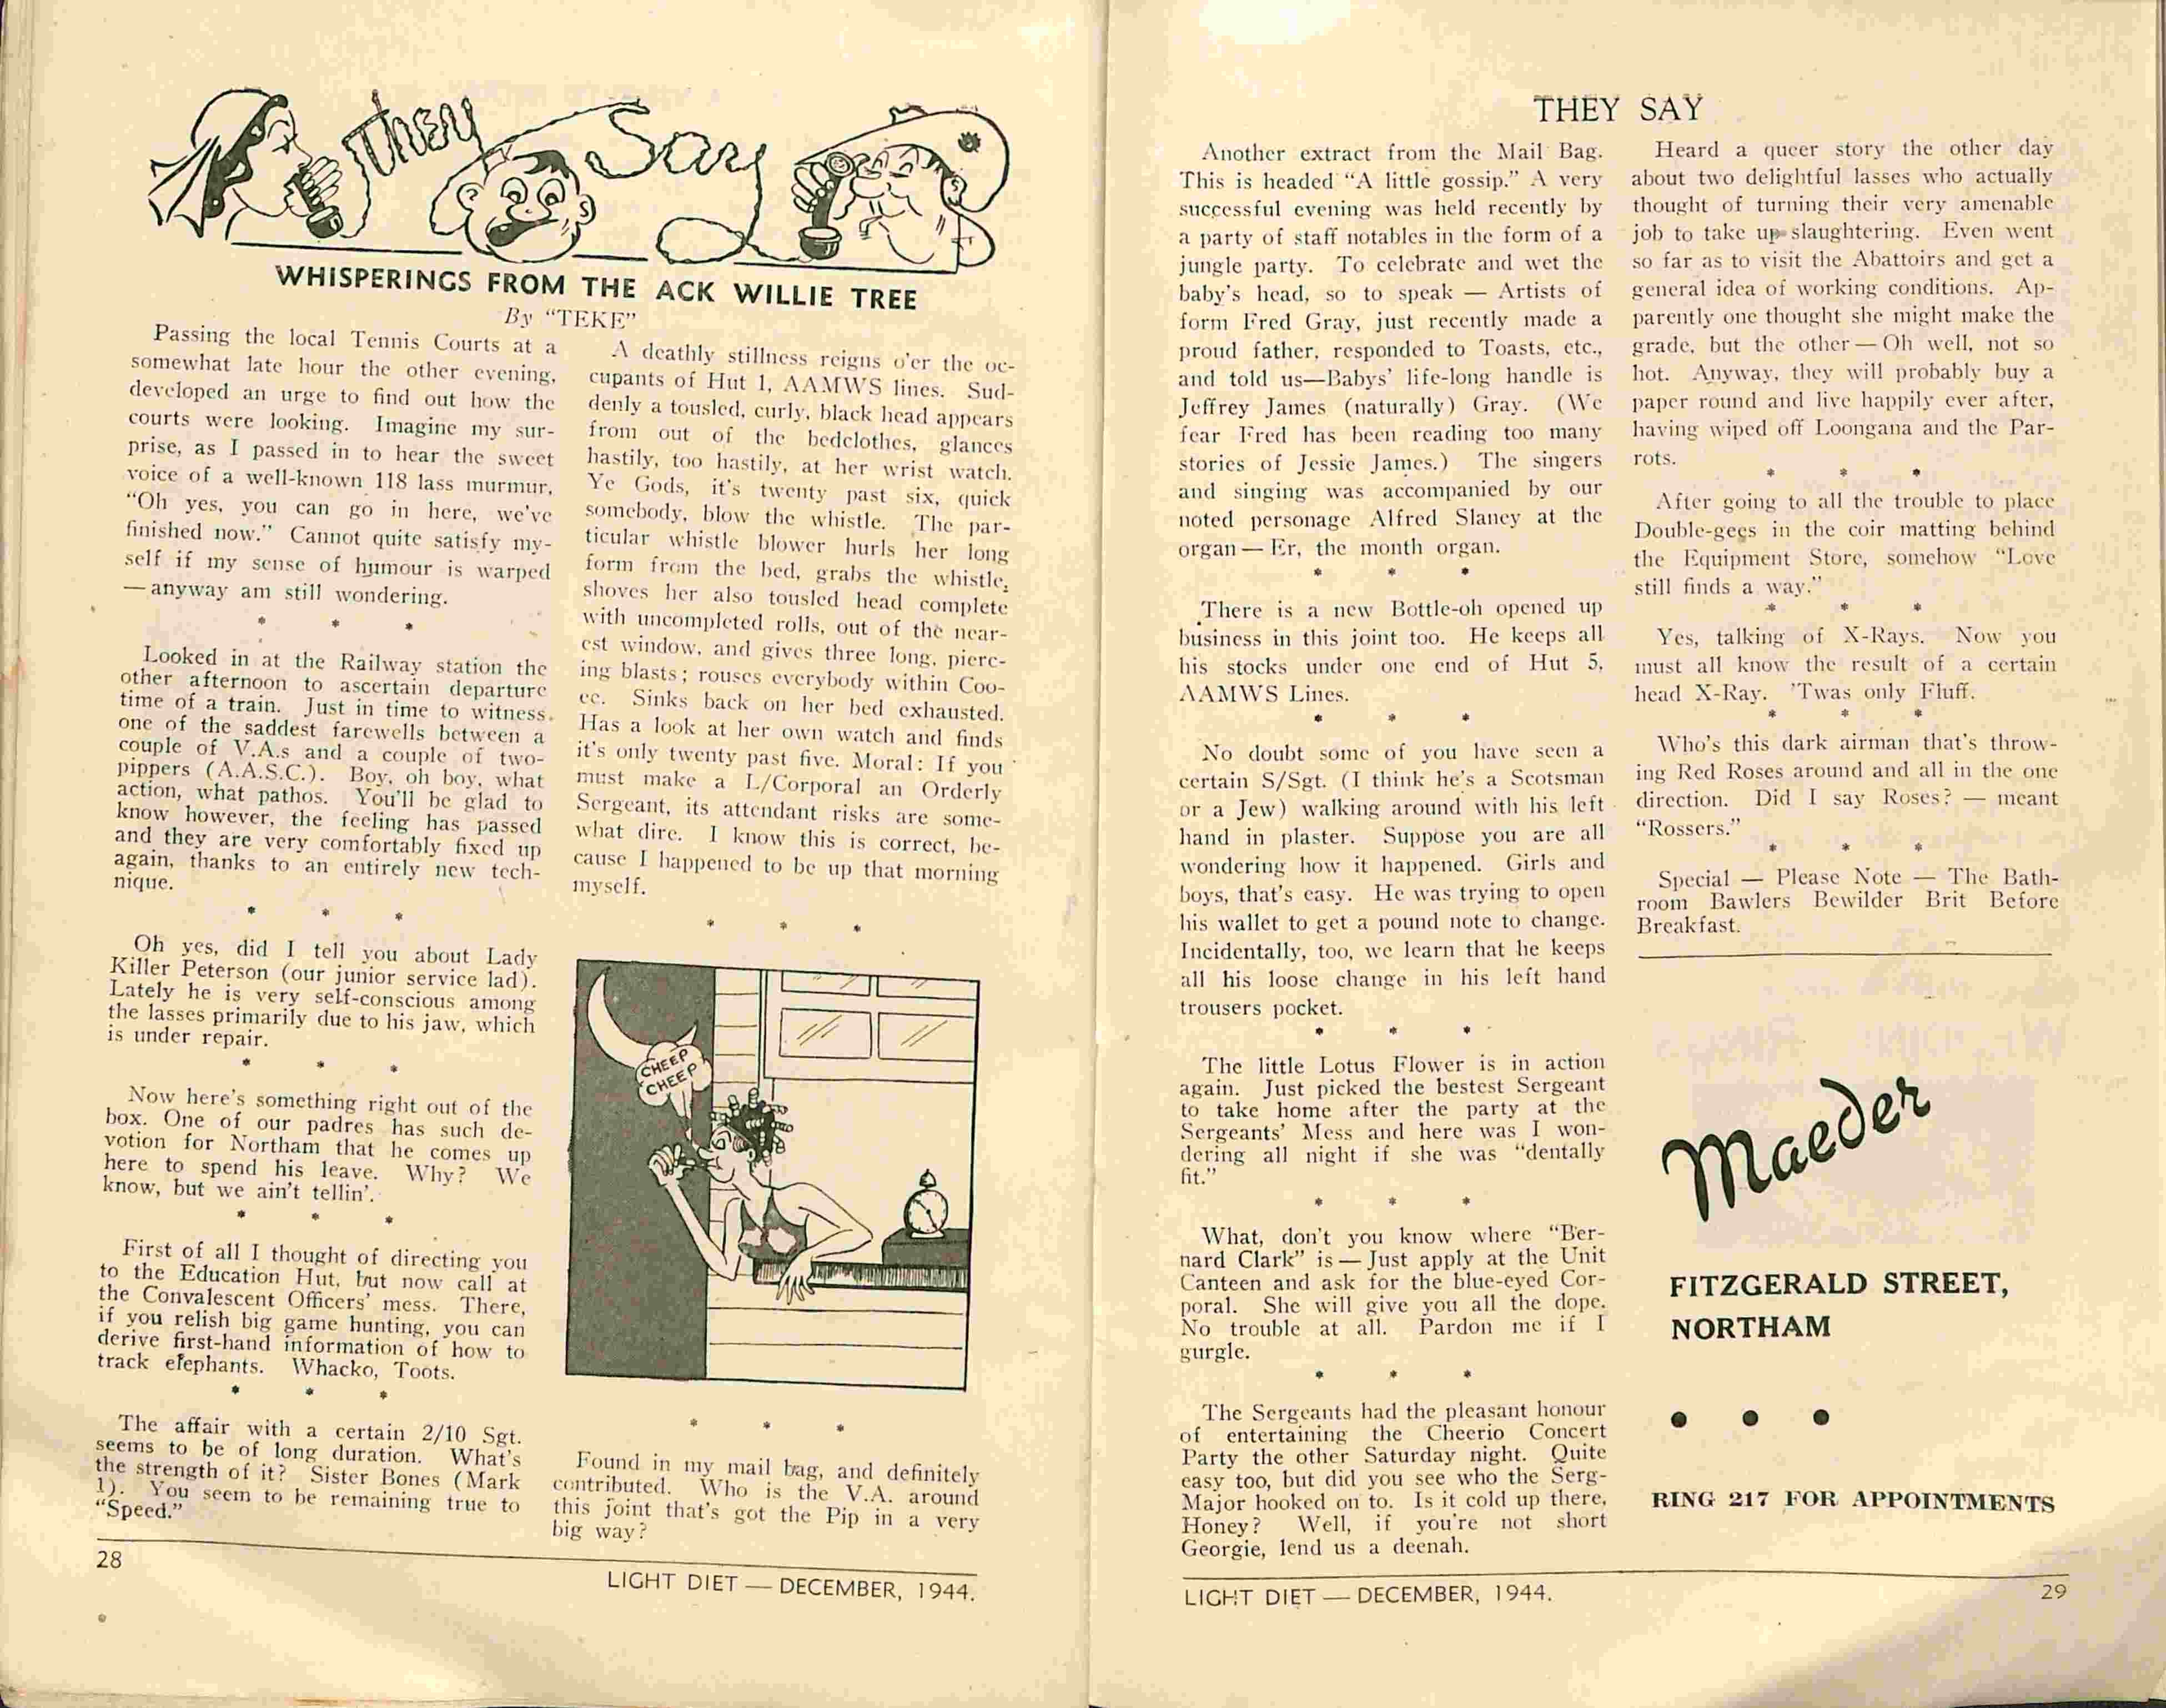 They Say
WHISPERINGS FROM THE ACK WILLIE TREE
By "TEKE"
Passing the local Tennis Courts at a
somewhat late hour the other evening,
developed an urge to find out how the
courts were looking. Imagine my sur-
prise, as I passed in to hear the sweet
voice of a well-known 118 lass murmur,
"Oh yes, you can go in here, we've
finished now." Cannot quite satisfy my-
self if my sense of humour is warped
— anyway am still wondering.
* * *
Looked in at the Railway station the
other afternoon to ascertain departure
time of a train. Just in time to witness
one of the saddest farewells between a
couple of V.A.s and a couple of two-
pippers (A.A.S.C.). Boy, oh boy, what
action, what pathos. You'll be glad to
know however, the feeling has passed
and they are very comfortably fixed up
again, thanks to an entirely new tech-
nique.
* * *
Oh yes, did I tell you about Lady
Killer Peterson (our junior service lad).
Lately he is very self-conscious among
the lasses primarily due to his jaw, which
is under repair.
* * *
Now here's something right out of the
box. One of our padres has such de-
votion for Northam that he comes up
here to spend his leave. Why? We
know, but we ain't tellin'.
* * *
First of all I thought of directing you
to the Education Hut, but now call at
the Convalescent Officers' mess. There,
if you relish big game hunting, you can
derive first-hand information of how to
track elephants. Whacko, Toots.
* * *
The affair with a certain 2/10 Sgt.
seems to be of long duration. What's
the strength of it? Sister Bones (Mark
1). You seem to be remaining true to
"Speed."
A deathly stillness reigns o'er the oc-
cupants of Hut 1, AAMWS lines. Sud-
denly a tousled, curly, black head appears
from out of the bedclothes, glances
hastily, too hastily, at her wrist watch.
Ye Gods, it's twenty past six, quick
somebody, blow the whistle. The par-
ticular whistle blower hurls her long
form from the bed, grabs the whistle,
shoves her also tousled head complete
with uncompleted rolls, out of the near-
est window, and gives three long, pierc-
ing blasts; rouses everybody within Coo-
ee. Sinks back on her bed exhausted.
Has a look at her own watch and finds
it's only twenty past five. Moral: If you
must make a L/Corporal an Orderly
Sergeant, its attendant risks are some-
what dire. I know this is correct, be-
cause I happened to be up that morning
myself.
* * *
CHEEP
CHEEP
* * *
Found in my mail bag, and definitely
contributed. Who is the V.A. around
this joint that's got the Pip in a very
big way?
28
LIGHT DIET — DECEMBER, 1944.
THEY SAY
Another extract from the Mail Bag.
This is headed "A little gossip." A very
successful evening was held recently by
a party of staff notables in the form of a
jungle party. To celebrate and wet the
baby's head, so to speak — Artists of
form Fred Gray, just recently made a
proud father, responded to Toasts, etc.,
and told us—Babys' life-long handle is
Jeffrey James (naturally) Gray. (We
fear Fred has been reading too many
stories of Jessie James.) The singers
and singing was accompanied by our
noted personage Alfred Slaney at the
organ — Er, the month organ.
* * *
There is a new Bottle-oh opened up
business in this joint too. He keeps all
his stocks under one end of Hut 5,
AAMWS Lines.
* * *
No doubt some of you have seen a
certain S/Sgt. (I think he's a Scotsman
or a Jew) walking around with his left
hand in plaster. Suppose you are all
wondering how it happened. Girls and
boys, that's easy. He was trying to open
his wallet to get a pound note to change.
Incidentally, too, we learn that he keeps
all his loose change in his left hand
trousers pocket.
* * *
The little Lotus Flower is in action
again. Just picked the bestest Sergeant
to take home after the party at the
Sergeants' Mess and here was I won-
dering all night if she was "dentally
fit."
* * *
What, don't you know where "Ber-
nard Clark" is — Just apply at the Unit
Canteen and ask for the blue-eyed Cor-
poral. She will give you all the dope.
No trouble at all. Pardon me if I
gurgle.
* * *
The Sergeants had the pleasant honour
of entertaining the Cheerio Concert
Party the other Saturday night. Quite
easy too, but did you see who the Serg-
Major hooked on to. Is it cold up there,
Honey? Well, if you're not short
Georgie, lend us a deenah.
Heard a queer story the other day
about two delightful lasses who actually
thought of turning their very amenable
job to take up slaughtering. Even went
so far as to visit the Abattoirs and get a
general idea of working conditions. Ap-
parently one thought she might make the
grade, but the other — Oh well, not so
hot. Anyway, they will probably buy a
paper round and live happily ever after,
having wiped off Loongana and the Par-
rots.
* * *
After going to all the trouble to place
Double-gees in the coir matting behind
the Equipment Store, somehow "Love
still finds a way."
* * *
Yes, talking of X-Rays. Now you
must all know the result of a certain
head X-Ray. 'Twas only Fluff.
* * *
Who's this dark airman that's throw-
ing Red Roses around and all in the one
direction. Did I say Roses? — meant
"Rossers."
* * *
Special — Please Note — The Bath-
room Bawlers Bewilder Brit Before
Breakfast.
Maeder
FITZGERALD STREET,
NORTHAM
• • •
RING 217 FOR APPOINTMENTS
LIGHT DIET — DECEMBER, 1944.
29